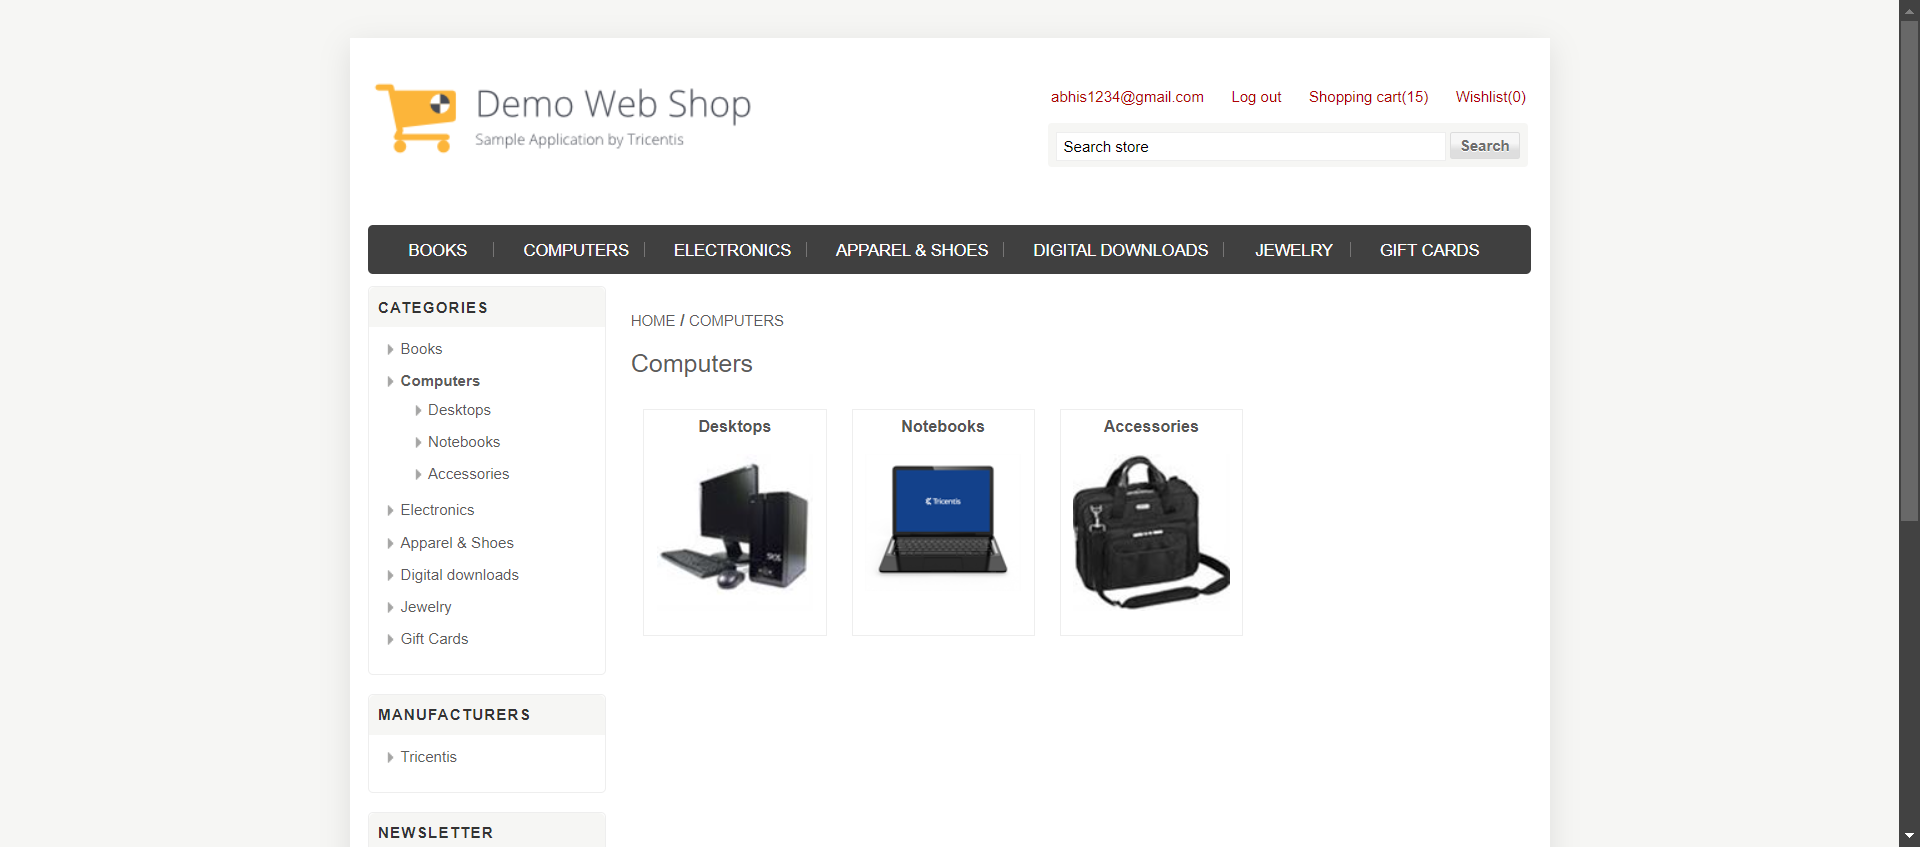 Demo Web Shop
Sample Application by Tricentis
abhis1234@gmail.com Log out Shopping cart(15) Wishlist(0)
Search store Search
BOOKS COMPUTERS ELECTRONICS APPAREL & SHOES DIGITAL DOWNLOADS JEWELRY GIFT CARDS
CATEGORIES
Books
Computers
Desktops
Notebooks
Accessories
Electronics
Apparel & Shoes
Digital downloads
Jewelry
Gift Cards
MANUFACTURERS
Tricentis
NEWSLETTER
HOME / COMPUTERS
Computers
Desktops Notebooks Accessories
Tricentis